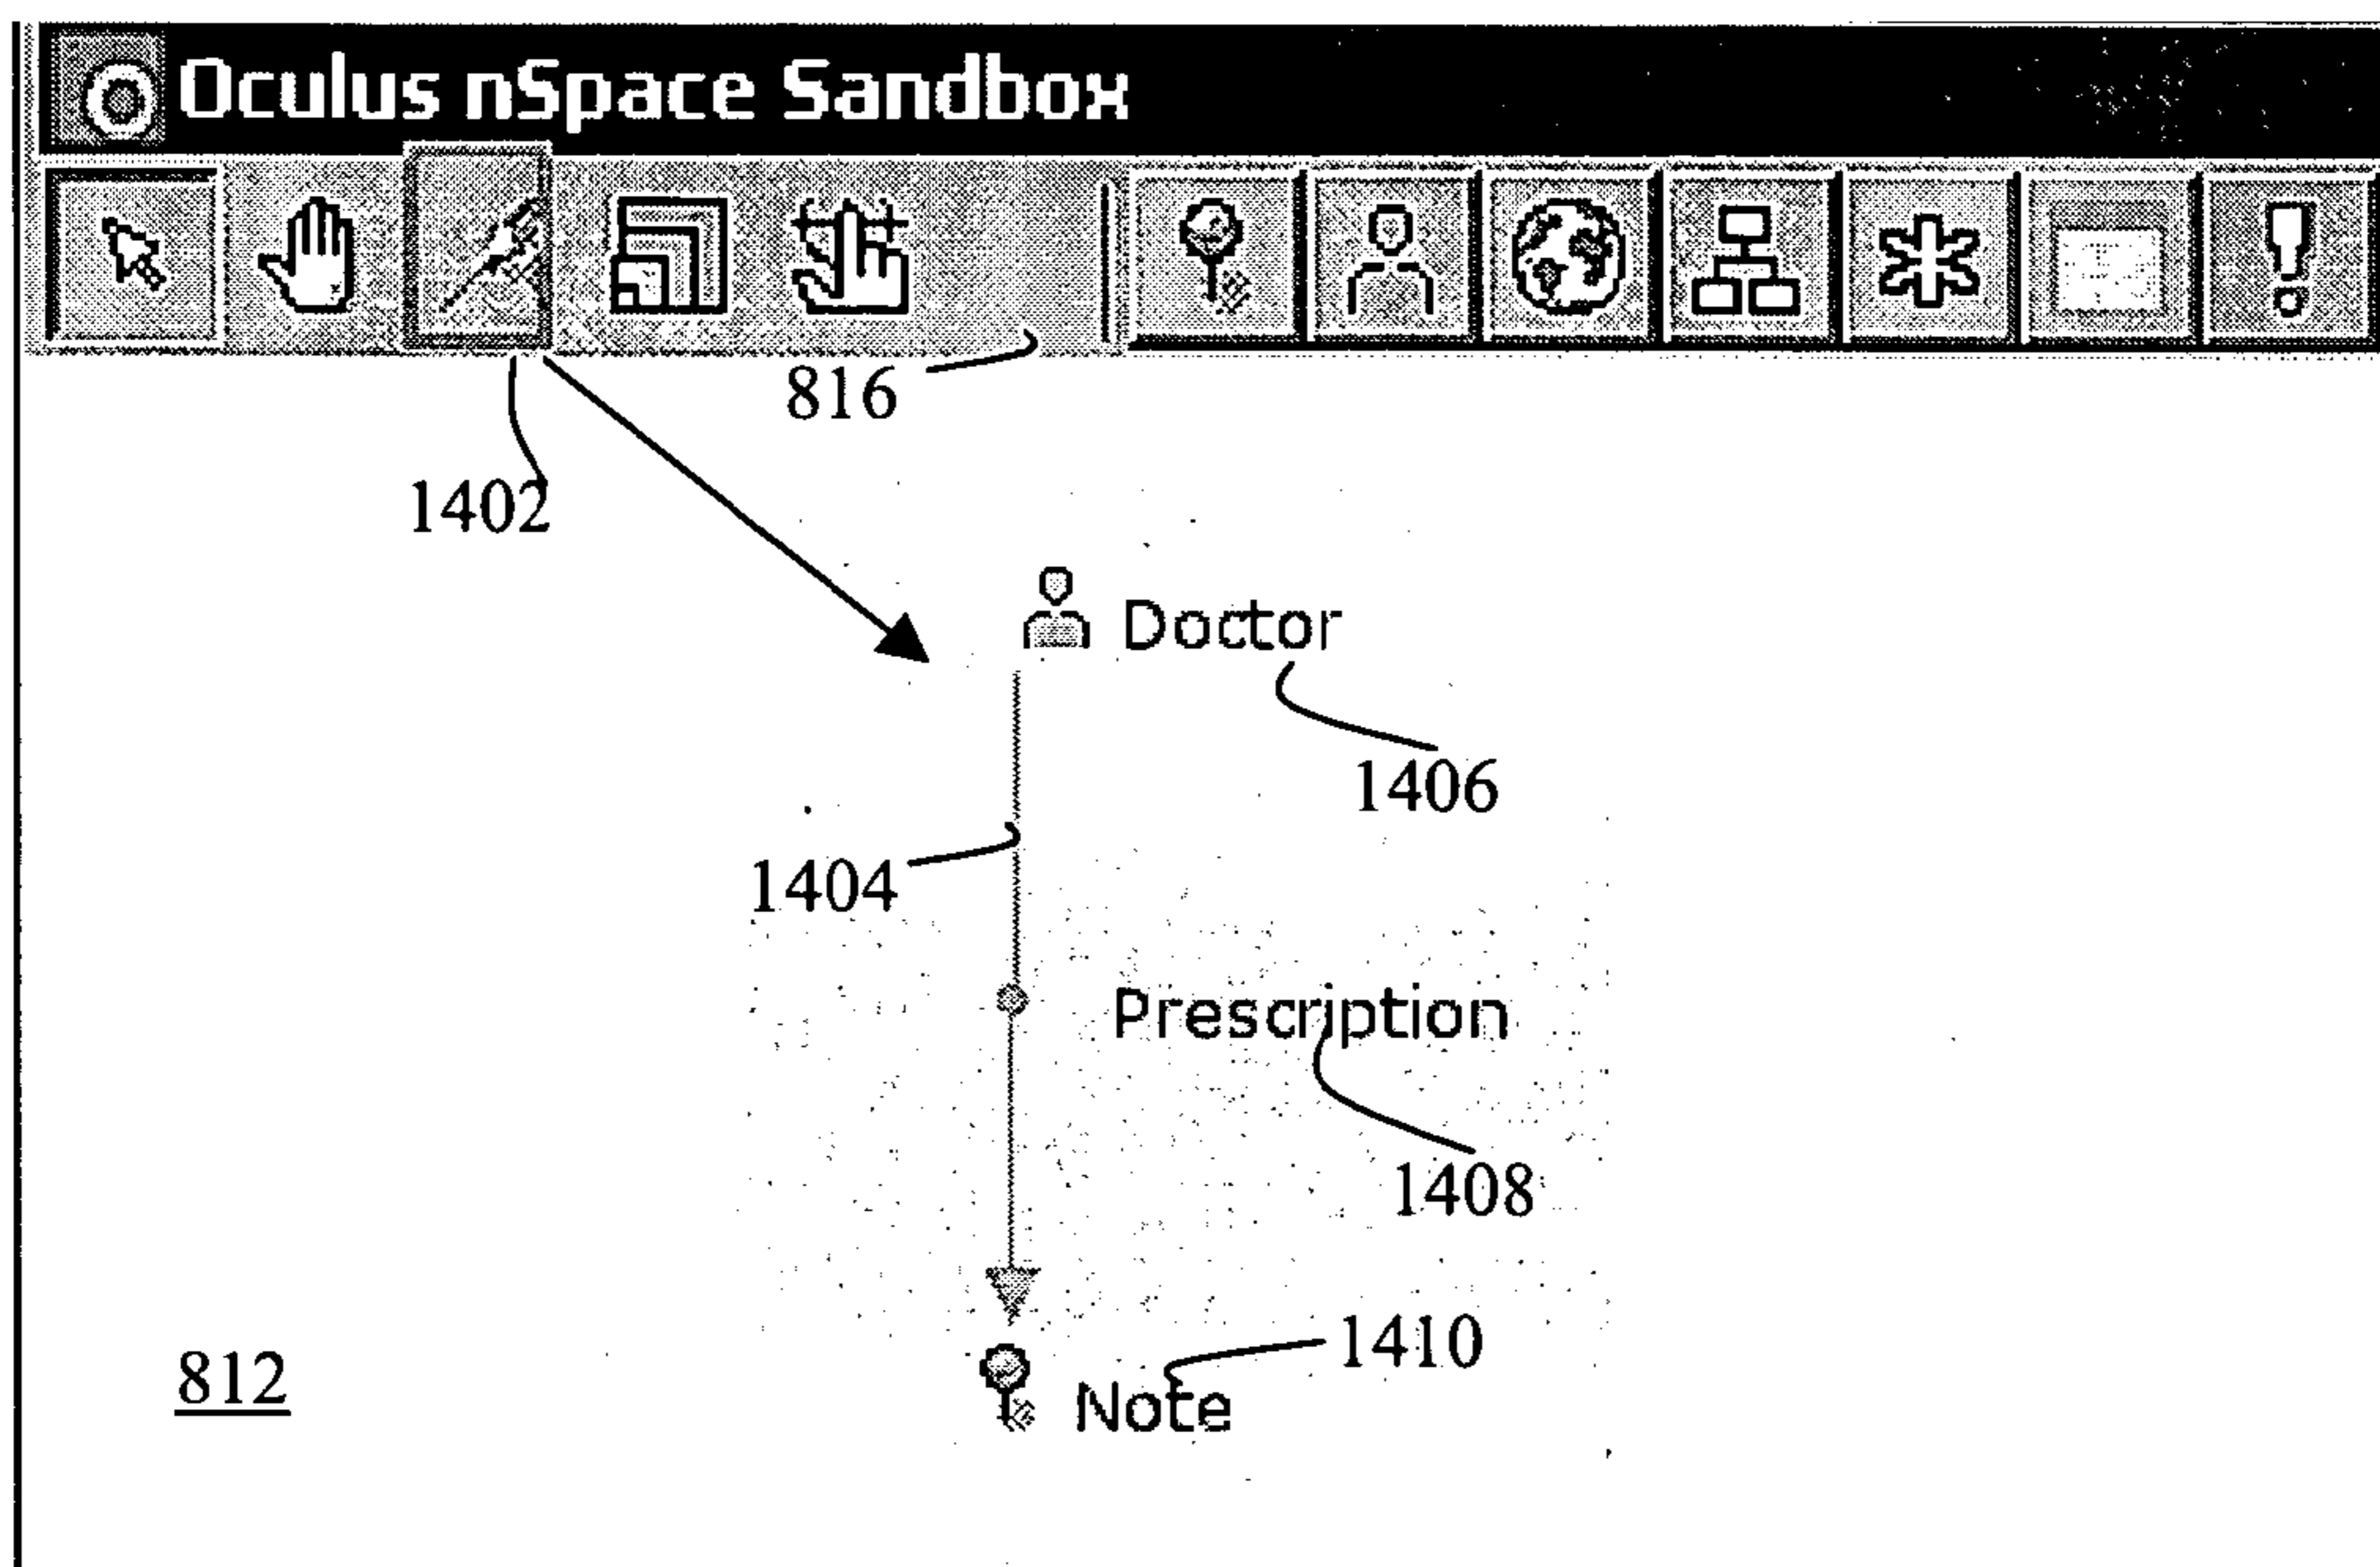 Oculus nSpace Sandbox
816
1402
Doctor
1406
1404
Prescription
1408
1410
Note
812